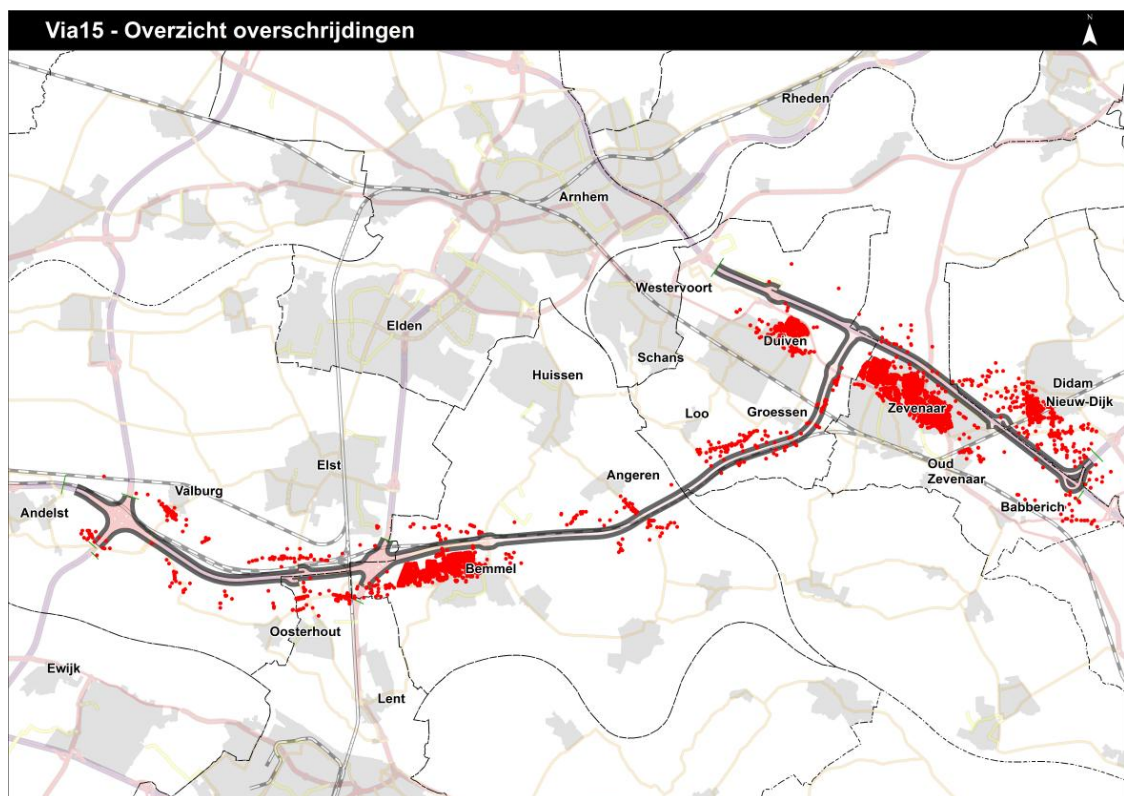 Via15 - Overzicht overschrijdingen
N
Rheden
Arnhem
Westervoort
Elden
Duiven
Schans
Huissen
Didam
Nieuw-Dijk
Zevenaar
Loo
Groessen
Elst
Oud
Zevenaar
Angeren
Valburg
Andelst
Babberich
Bemmel
Oosterhout
Ewijk
Lent